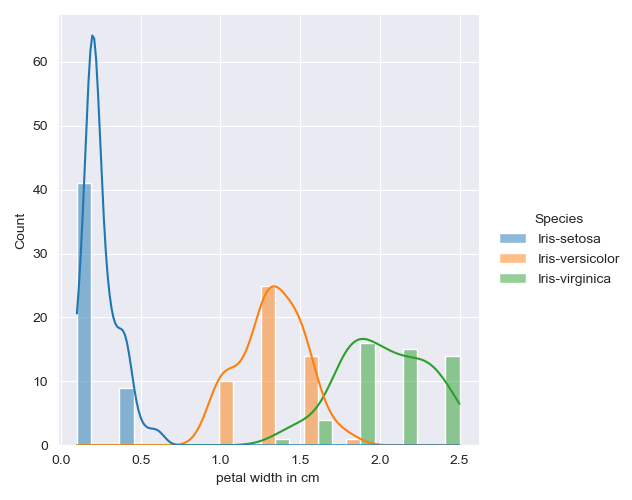 60
50
40
30
20
10
0
Count
0.0 0.5 1.0 1.5 2.0 2.5
petal width in cm
Species
Iris-setosa
Iris-versicolor
Iris-virginica